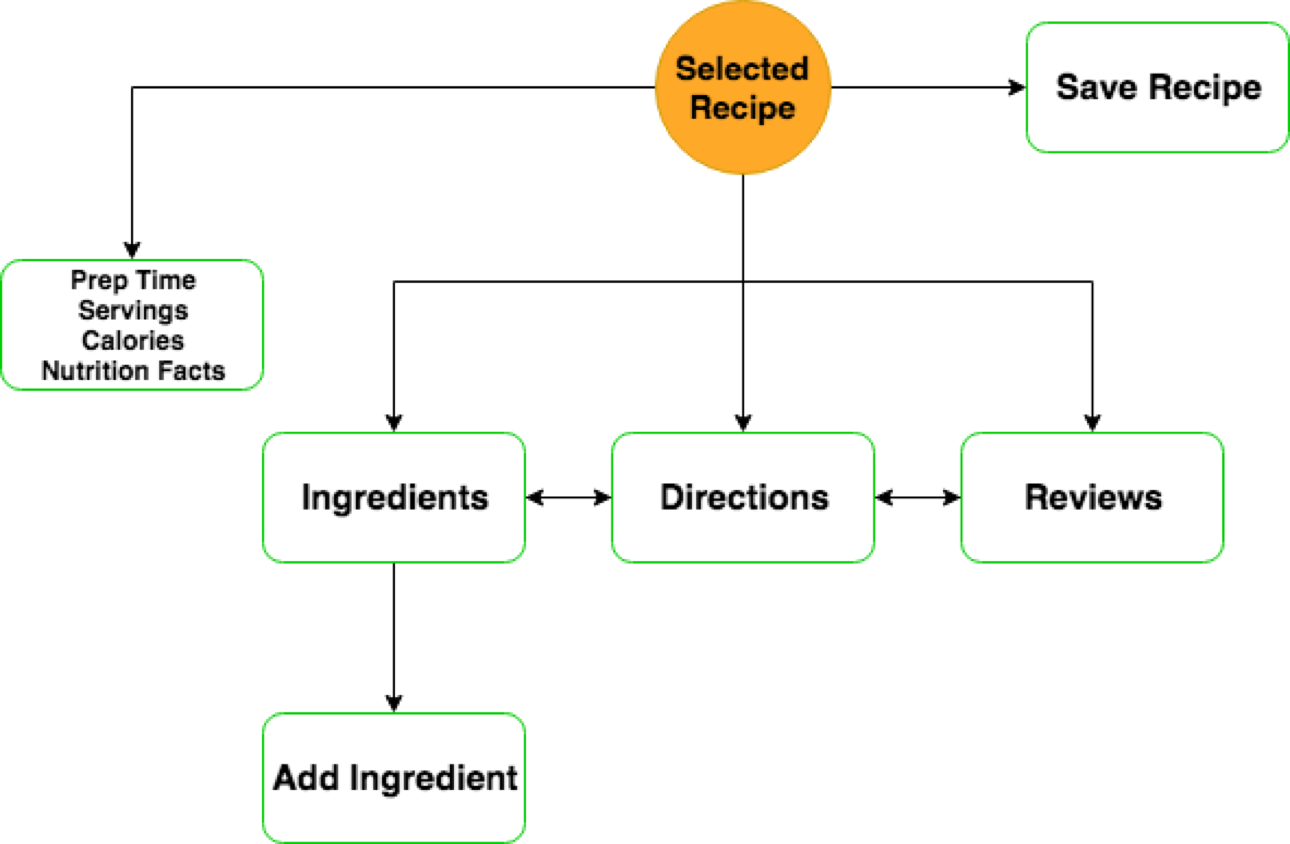 Selected
Recipe
Save Recipe
Prep Time
Servings
Calories
Nutrition Facts
Ingredients
Directions
Reviews
Add Ingredient